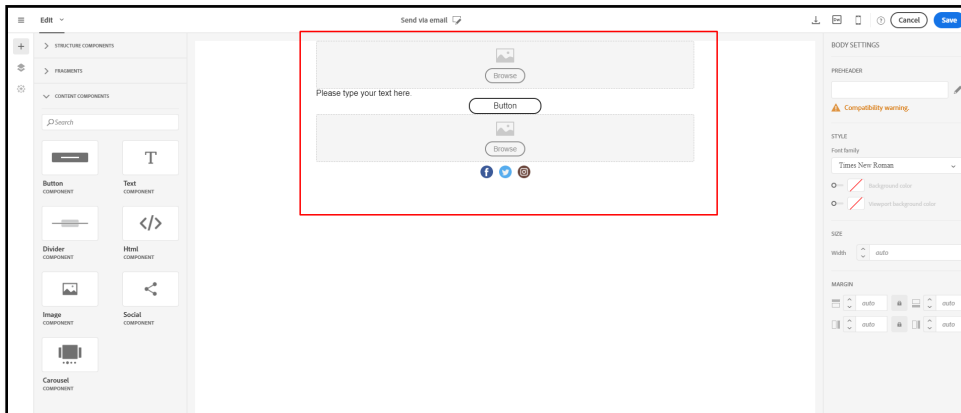 Edit
Send via email
Cancel
Save
STRUCTURE COMPONENTS
FRAGMENTS
CONTENT COMPONENTS
Search
Button
COMPONENT
Text
COMPONENT
Divider
COMPONENT
Html
COMPONENT
Image
COMPONENT
Social
COMPONENT
Carousel
COMPONENT
Browse
Please type your text here.
Button
Browse
BODY SETTINGS
PREHEADER
Compatibility warning.
STYLE
Font family
Times New Roman
Background color
Viewport background color
SIZE
Width auto
MARGIN
auto auto
auto auto